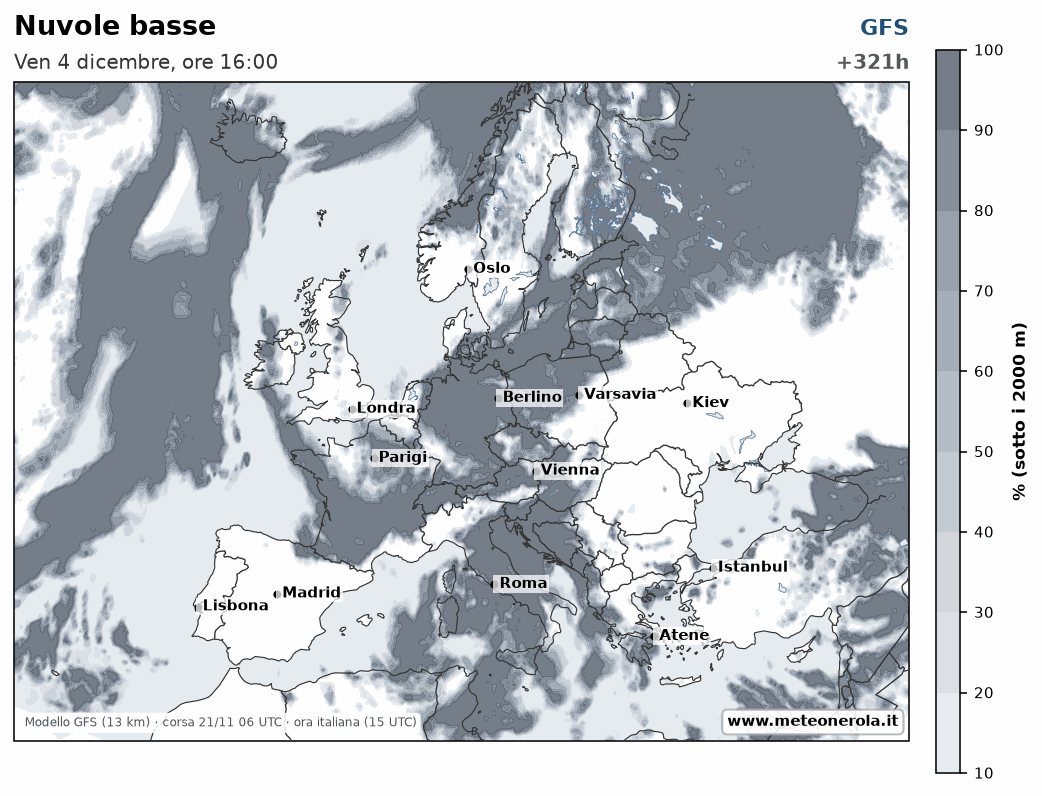 Nuvole basse
GFS
Ven 4 dicembre, ore 16:00
+321h
Oslo
Berlino
Varsavia
Kiev
Londra
Parigi
Vienna
Madrid
Lisbona
Roma
Istanbul
Atene
Modello GFS (13 km) · corsa 21/11 06 UTC · ora italiana (15 UTC)
www.meteonerola.it
100
90
80
70
60
50
40
30
20
10
% (sotto i 2000 m)